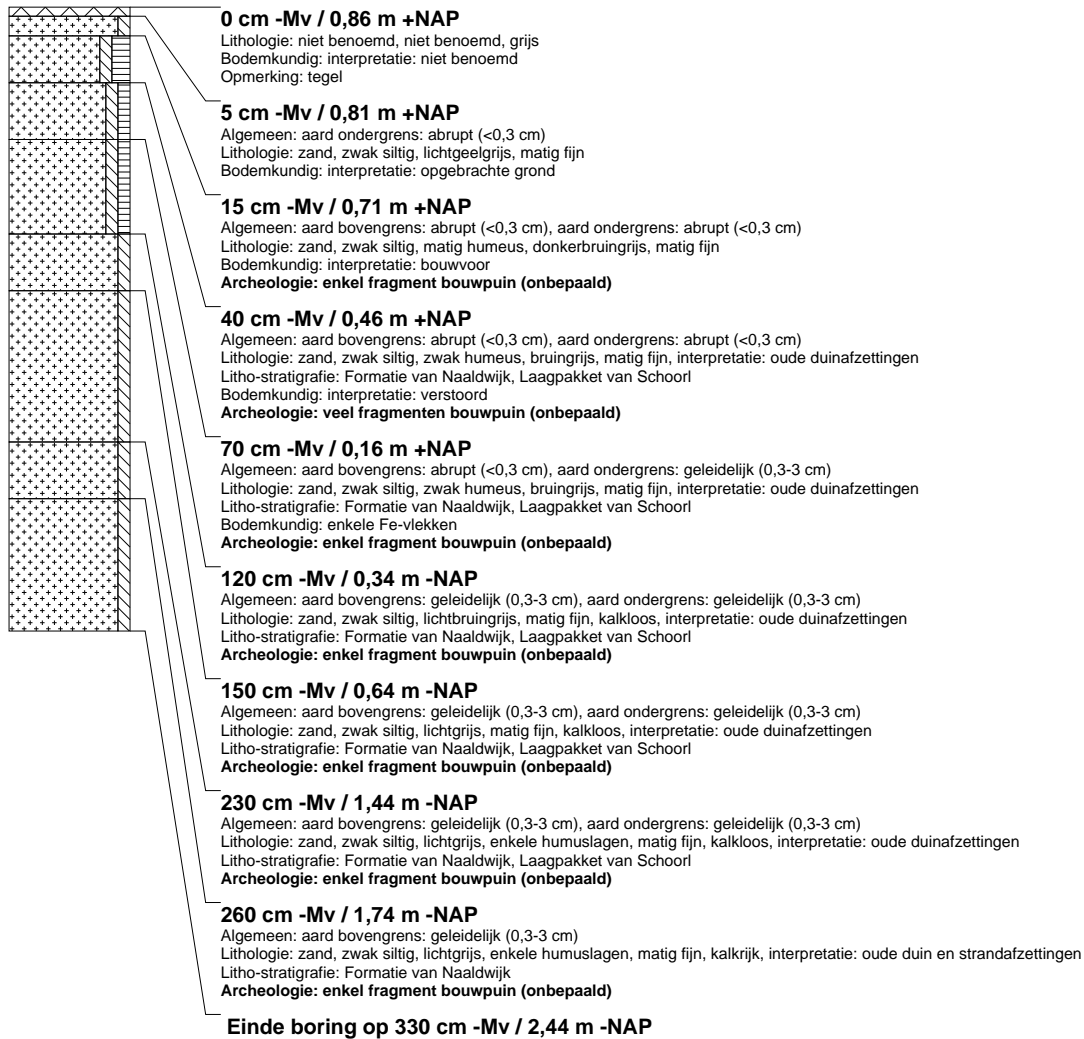 0 cm -Mv / 0,86 m +NAP
Lithologie: niet benoemd, niet benoemd, grijs
Bodemkundig: interpretatie: niet benoemd
Opmerking: tegel
5 cm -Mv / 0,81 m +NAP
Algemeen: aard ondergrens: abrupt (<0,3 cm)
Lithologie: zand, zwak siltig, lichtgeelgrijs, matig fijn
Bodemkundig: interpretatie: opgebrachte grond
15 cm -Mv / 0,71 m +NAP
Algemeen: aard bovengrens: abrupt (<0,3 cm), aard ondergrens: abrupt (<0,3 cm)
Lithologie: zand, zwak siltig, matig humeus, donkerbruingrijs, matig fijn
Bodemkundig: interpretatie: bouwvoor
Archeologie: enkel fragment bouwpuin (onbepaald)
40 cm -Mv / 0,46 m +NAP
Algemeen: aard bovengrens: abrupt (<0,3 cm), aard ondergrens: abrupt (<0,3 cm)
Lithologie: zand, zwak siltig, zwak humeus, bruingrijs, matig fijn, interpretatie: oude duinafzettingen
Litho-stratigrafie: Formatie van Naaldwijk, Laagpakket van Schoorl
Bodemkundig: interpretatie: verstoord
Archeologie: veel fragmenten bouwpuin (onbepaald)
70 cm -Mv / 0,16 m +NAP
Algemeen: aard bovengrens: abrupt (<0,3 cm), aard ondergrens: geleidelijk (0,3-3 cm)
Lithologie: zand, zwak siltig, zwak humeus, bruingrijs, matig fijn, interpretatie: oude duinafzettingen
Litho-stratigrafie: Formatie van Naaldwijk, Laagpakket van Schoorl
Bodemkundig: enkele Fe-vlekken
Archeologie: enkel fragment bouwpuin (onbepaald)
120 cm -Mv / 0,34 m -NAP
Algemeen: aard bovengrens: geleidelijk (0,3-3 cm), aard ondergrens: geleidelijk (0,3-3 cm)
Lithologie: zand, zwak siltig, lichtbruingrijs, matig fijn, kalkloos, interpretatie: oude duinafzettingen
Litho-stratigrafie: Formatie van Naaldwijk, Laagpakket van Schoorl
Archeologie: enkel fragment bouwpuin (onbepaald)
150 cm -Mv / 0,64 m -NAP
Algemeen: aard bovengrens: geleidelijk (0,3-3 cm), aard ondergrens: geleidelijk (0,3-3 cm)
Lithologie: zand, zwak siltig, lichtgrijs, matig fijn, kalkloos, interpretatie: oude duinafzettingen
Litho-stratigrafie: Formatie van Naaldwijk, Laagpakket van Schoorl
Archeologie: enkel fragment bouwpuin (onbepaald)
230 cm -Mv / 1,44 m -NAP
Algemeen: aard bovengrens: geleidelijk (0,3-3 cm), aard ondergrens: geleidelijk (0,3-3 cm)
Lithologie: zand, zwak siltig, lichtgrijs, enkele humuslagen, matig fijn, kalkloos, interpretatie: oude duinafzettingen
Litho-stratigrafie: Formatie van Naaldwijk, Laagpakket van Schoorl
Archeologie: enkel fragment bouwpuin (onbepaald)
260 cm -Mv / 1,74 m -NAP
Algemeen: aard bovengrens: geleidelijk (0,3-3 cm)
Lithologie: zand, zwak siltig, lichtgrijs, enkele humuslagen, matig fijn, kalkrijk, interpretatie: oude duin en strandafzettingen
Litho-stratigrafie: Formatie van Naaldwijk
Archeologie: enkel fragment bouwpuin (onbepaald)
Einde boring op 330 cm -Mv / 2,44 m -NAP